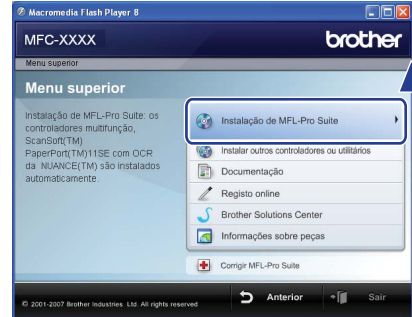 Macromedia Flash Player 8
MFC-XXXX
brother
Menu superior
Menu superior
Instalação de MFL-Pro Suite: os
controladores multifunção,
ScanSoft(TM)
PaperPort(TM)11SE com OCR
da NUANCE(TM) são instalados
automaticamente.
Instalação de MFL-Pro Suite
Instalar outros controladores ou utilitários
Documentação
Registo online
Brother Solutions Center
Informações sobre peças
Corrigir MFL-Pro Suite
© 2001-2007 Brother Industries Ltd. All rights reserved
Anterior
Sair